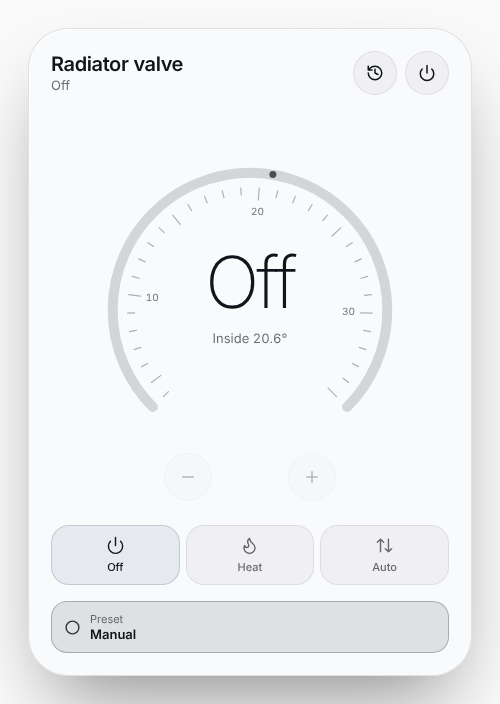 Radiator valve
Off
20
10
30
Off
Inside 20.6°
Off
Heat
Auto
Preset
Manual